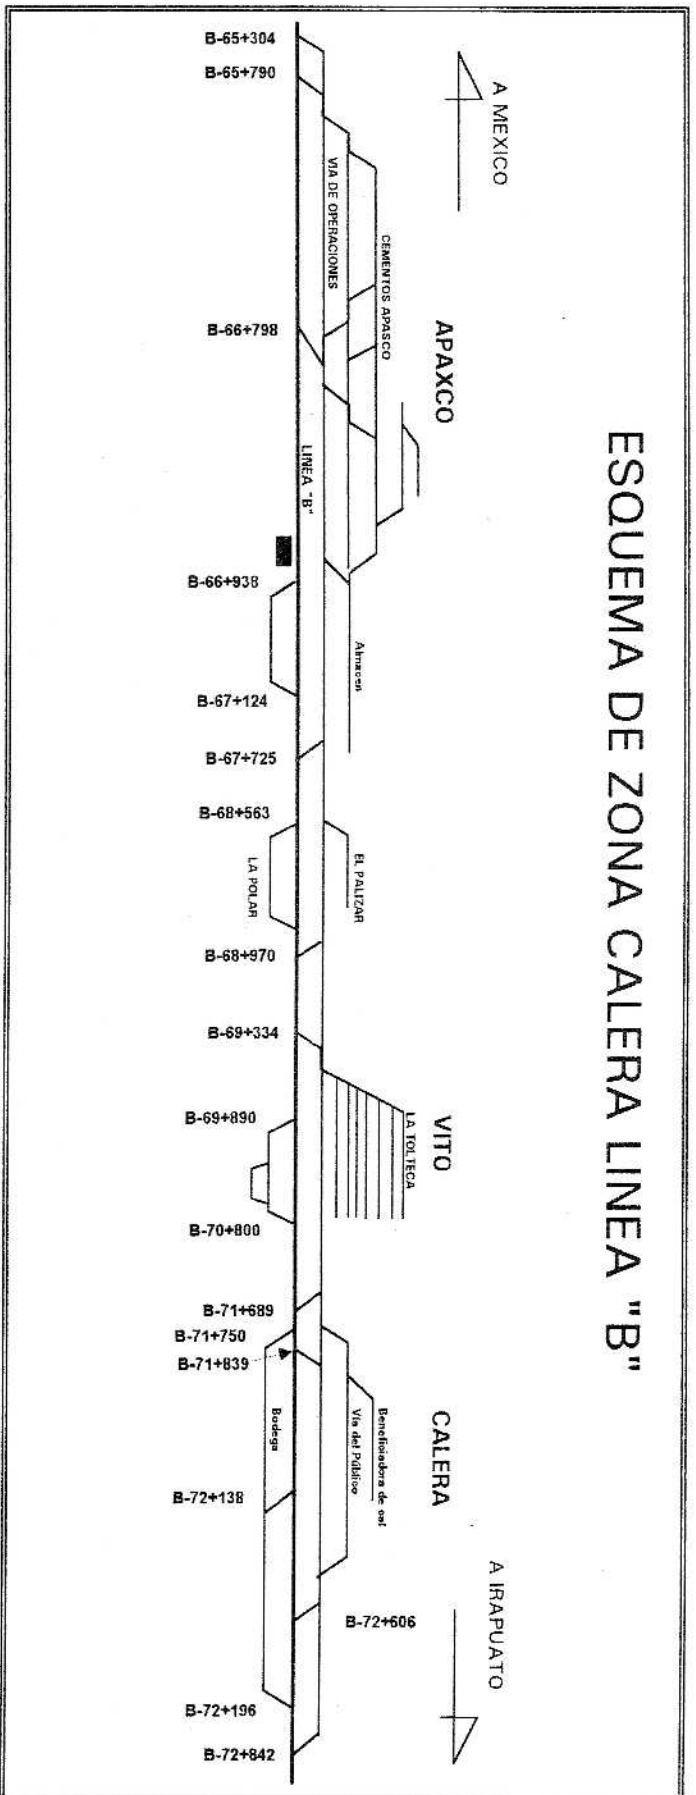 ESQUEMA DE ZONA CALERA LINEA "B"
A MEXICO
A IRAPUATO
APAXCO
VITO
CALERA
CEMENTOS APASCO
VIA DE OPERACIONES
LINEA "B"
Almacen
EL PALIZAR
LA POLAR
LA TOLTECA
Beneficiadora de cal
Vía del Público
Bodega
B-65+304
B-65+790
B-66+798
B-66+938
B-67+124
B-67+725
B-68+563
B-68+970
B-69+334
B-69+890
B-70+800
B-71+689
B-71+750
B-71+839
B-72+138
B-72+606
B-72+196
B-72+842